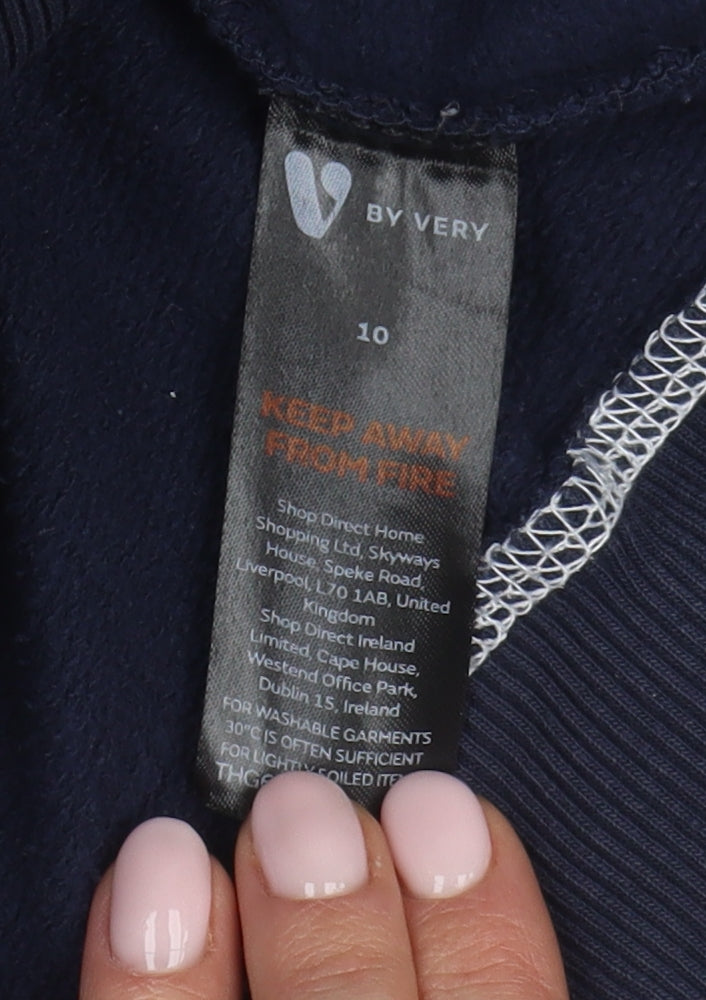 V BY VERY
10
KEEP AWAY
FROM FIRE
Shop Direct Home
Shopping Ltd, Skyways
House, Speke Road,
Liverpool, L70 1AB, United
Kingdom
Shop Direct Ireland
Limited, Cape House,
Westend Office Park,
Dublin 15, Ireland
FOR WASHABLE GARMENTS
30°C IS OFTEN SUFFICIENT
FOR LIGHTLY SOILED